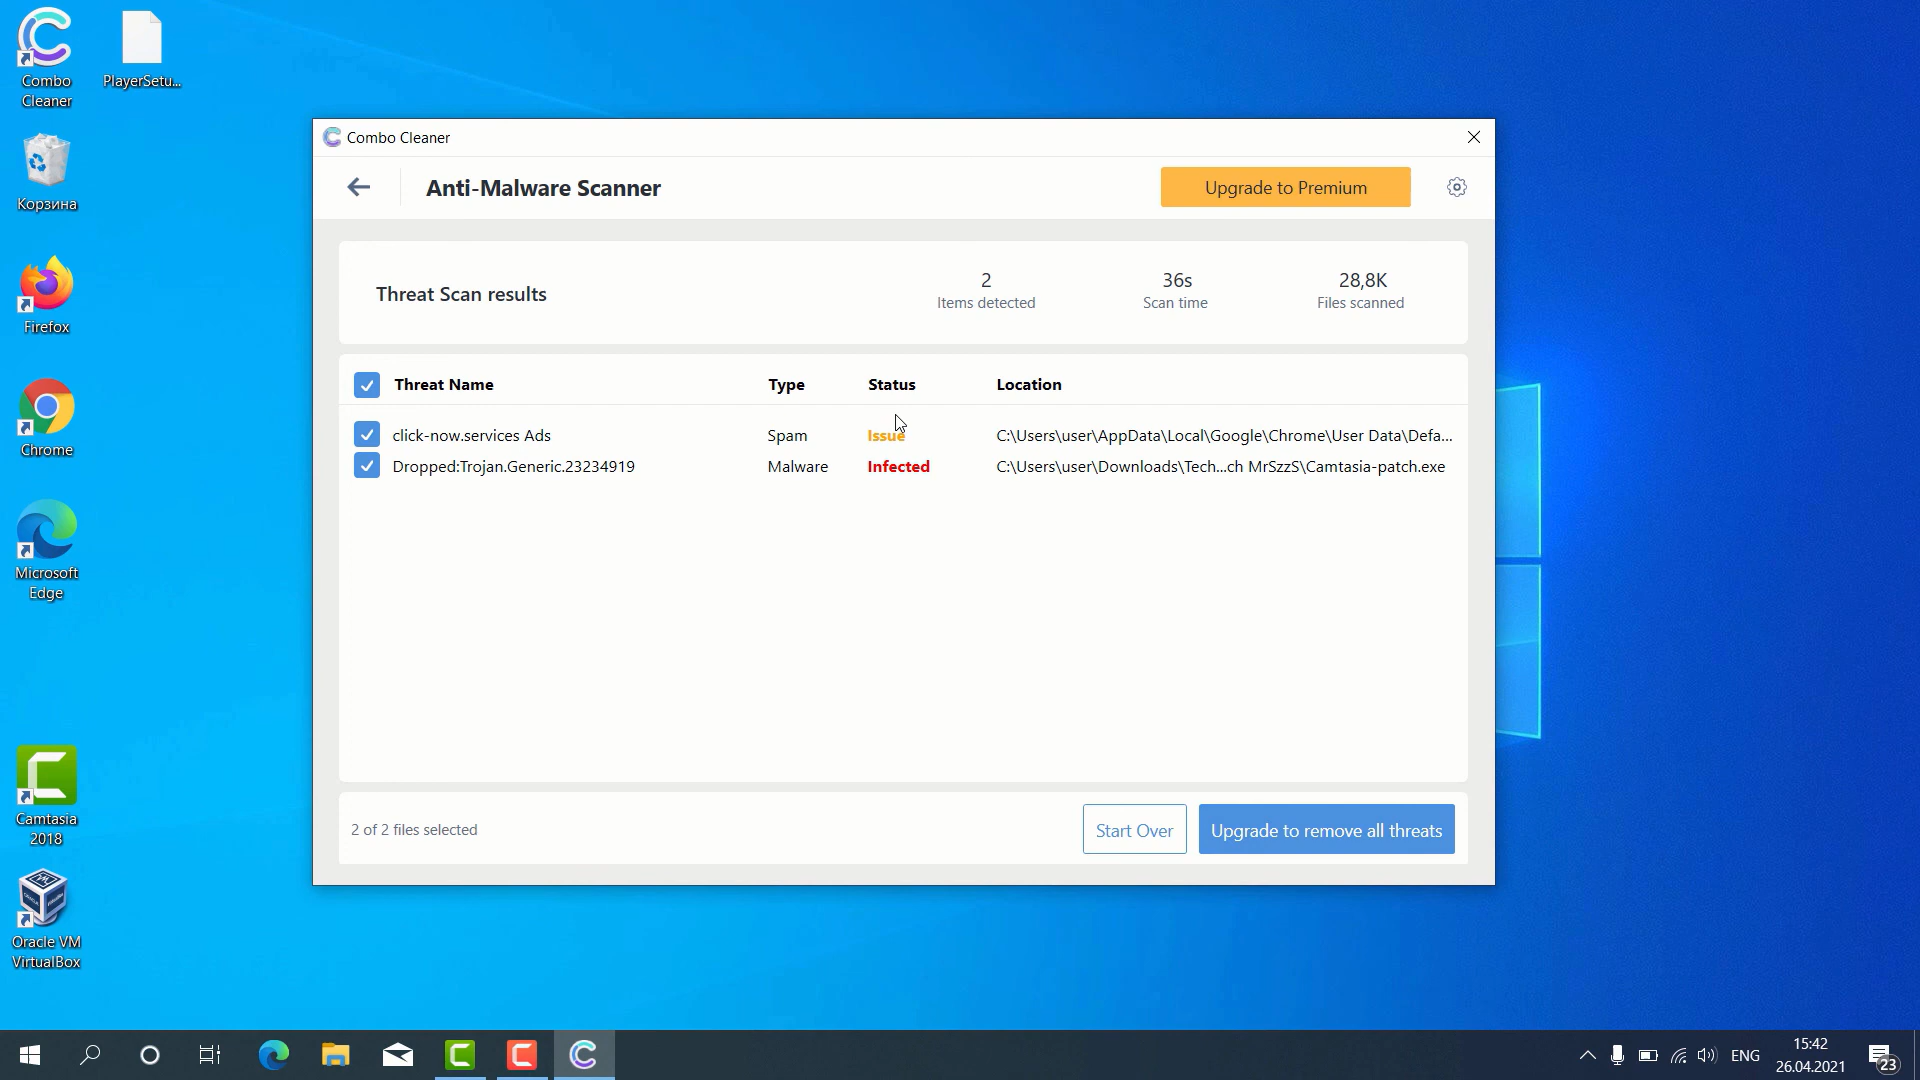 Combo
Cleaner
PlayerSetu...
Корзина
Firefox
Chrome
Microsoft
Edge
Camtasia
2018
Oracle VM
VirtualBox
Combo Cleaner
Anti-Malware Scanner
Upgrade to Premium
Threat Scan results
2
Items detected
36s
Scan time
28,8K
Files scanned
Threat Name Type Status Location
click-now.services Ads Spam Issue C:\Users\user\AppData\Local\Google\Chrome\User Data\Defa...
Dropped:Trojan.Generic.23234919 Malware Infected C:\Users\user\Downloads\Tech...ch MrSzzS\Camtasia-patch.exe
2 of 2 files selected
Start Over
Upgrade to remove all threats
ENG
15:42
26.04.2021
23